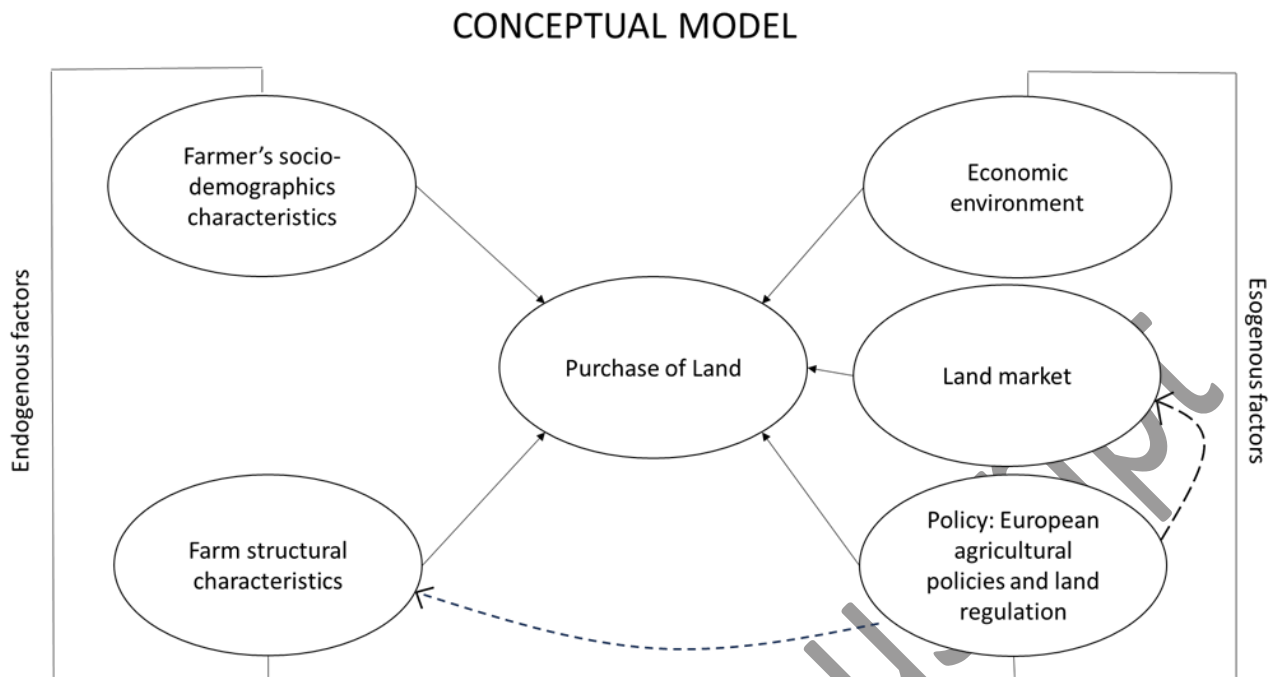 CONCEPTUAL MODEL
Farmer's socio-
demographics
characteristics
Economic
environment
Endogenous factors
Purchase of Land
Land market
Esogenous factors
Farm structural
characteristics
Policy: European
agricultural
policies and land
regulation